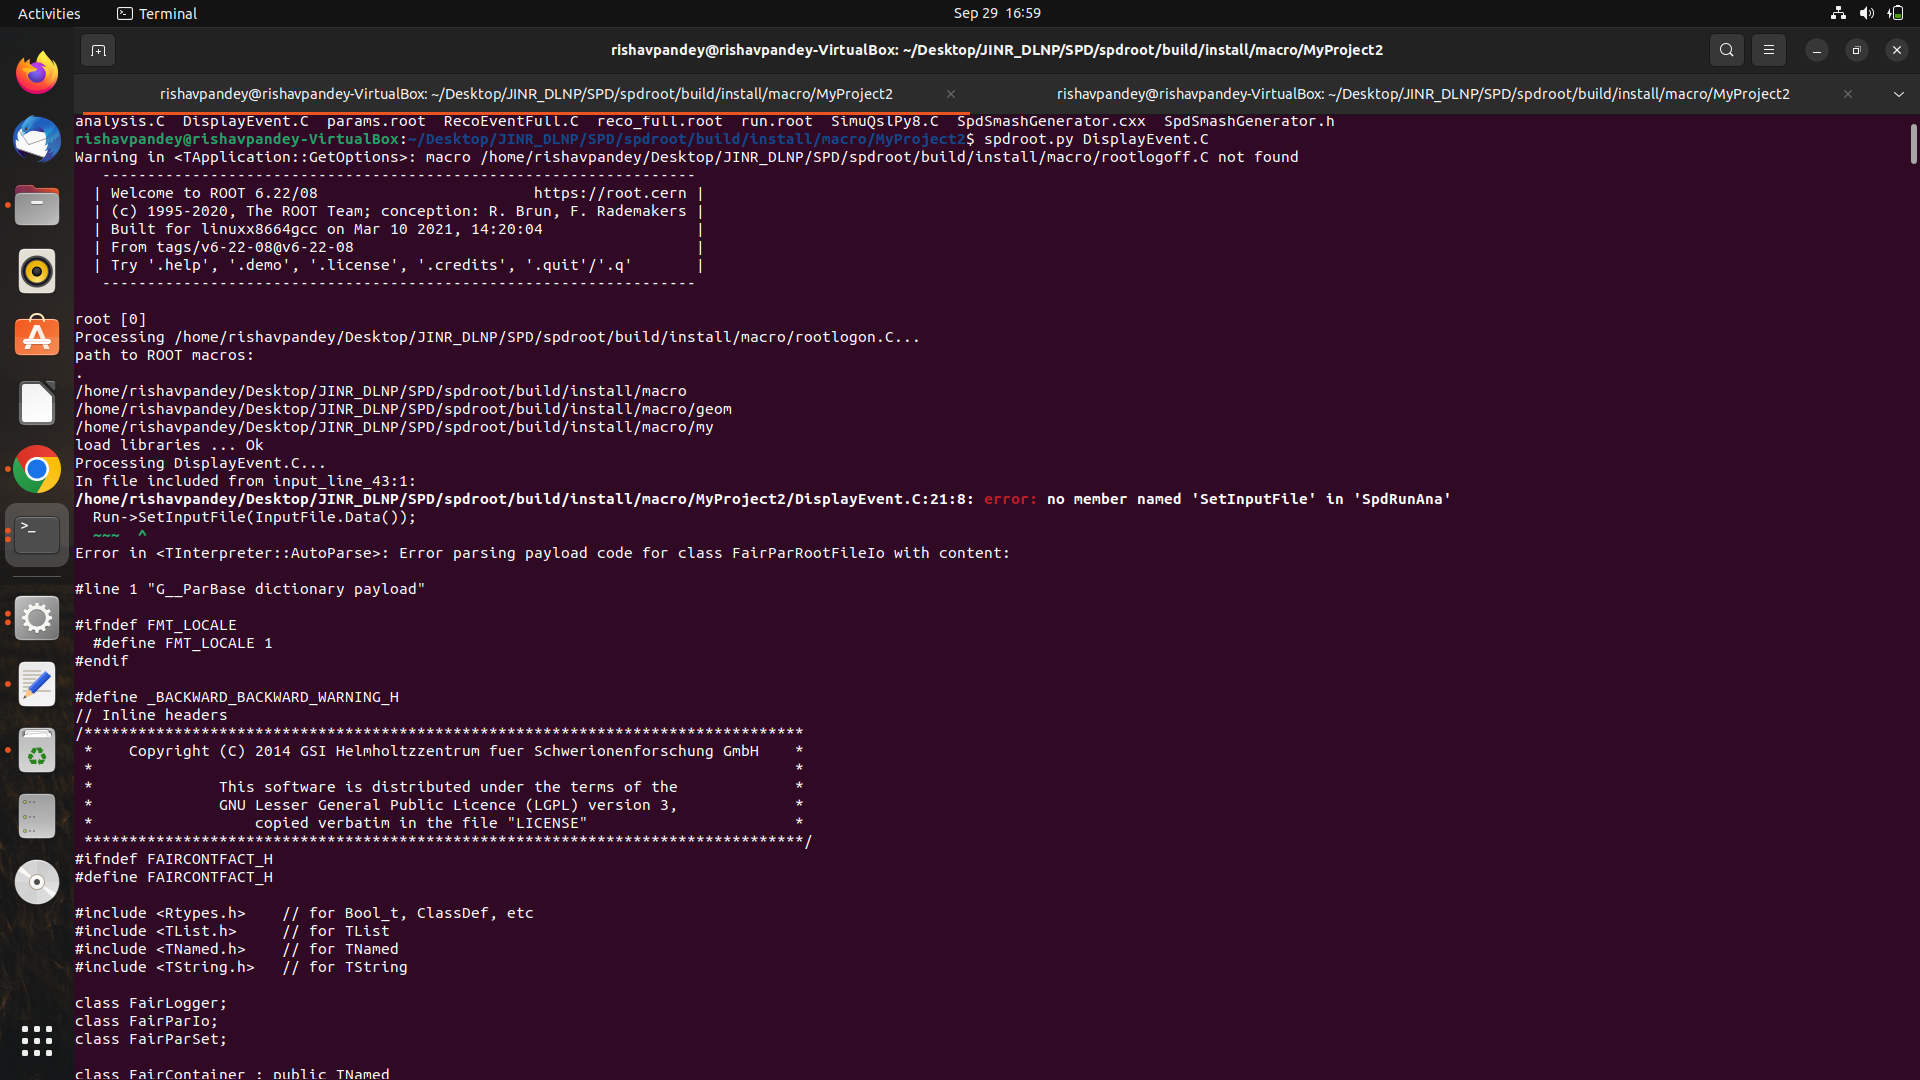 Activities
Terminal
Sep 29 16:59
rishavpandey@rishavpandey-VirtualBox: ~/Desktop/JINR_DLNP/SPD/spdroot/build/install/macro/MyProject2
rishavpandey@rishavpandey-VirtualBox: ~/Desktop/JINR_DLNP/SPD/spdroot/build/install/macro/MyProject2
rishavpandey@rishavpandey-VirtualBox: ~/Desktop/JINR_DLNP/SPD/spdroot/build/install/macro/MyProject2
analysis.C  DisplayEvent.C  params.root  RecoEventFull.C  reco_full.root  run.root  SimuQslPy8.C  SpdSmashGenerator.cxx  SpdSmashGenerator.h
rishavpandey@rishavpandey-VirtualBox:~/Desktop/JINR_DLNP/SPD/spdroot/build/install/macro/MyProject2$ spdroot.py DisplayEvent.C
Warning in <TApplication::GetOptions>: macro /home/rishavpandey/Desktop/JINR_DLNP/SPD/spdroot/build/install/macro/rootlogoff.C not found
   ------------------------------------------------------------------
  | Welcome to ROOT 6.22/08                        https://root.cern |
  | (c) 1995-2020, The ROOT Team; conception: R. Brun, F. Rademakers |
  | Built for linuxx8664gcc on Mar 10 2021, 14:20:04                 |
  | From tags/v6-22-08@v6-22-08                                      |
  | Try '.help', '.demo', '.license', '.credits', '.quit'/'.q'       |
   ------------------------------------------------------------------
root [0]
Processing /home/rishavpandey/Desktop/JINR_DLNP/SPD/spdroot/build/install/macro/rootlogon.C...
path to ROOT macros:
.
/home/rishavpandey/Desktop/JINR_DLNP/SPD/spdroot/build/install/macro
/home/rishavpandey/Desktop/JINR_DLNP/SPD/spdroot/build/install/macro/geom
/home/rishavpandey/Desktop/JINR_DLNP/SPD/spdroot/build/install/macro/my
load libraries ... Ok
Processing DisplayEvent.C...
In file included from input_line_43:1:
/home/rishavpandey/Desktop/JINR_DLNP/SPD/spdroot/build/install/macro/MyProject2/DisplayEvent.C:21:8: error: no member named 'SetInputFile' in 'SpdRunAna'
  Run->SetInputFile(InputFile.Data());
  ~~~  ^
Error in <TInterpreter::AutoParse>: Error parsing payload code for class FairParRootFileIo with content:
#line 1 "G__ParBase dictionary payload"
#ifndef FMT_LOCALE
  #define FMT_LOCALE 1
#endif
#define _BACKWARD_BACKWARD_WARNING_H
// Inline headers
/********************************************************************************
 *    Copyright (C) 2014 GSI Helmholtzzentrum fuer Schwerionenforschung GmbH    *
 *                                                                              *
 *              This software is distributed under the terms of the             *
 *              GNU Lesser General Public Licence (LGPL) version 3,             *
 *                  copied verbatim in the file "LICENSE"                       *
 ********************************************************************************/
#ifndef FAIRCONTFACT_H
#define FAIRCONTFACT_H
#include <Rtypes.h>    // for Bool_t, ClassDef, etc
#include <TList.h>     // for TList
#include <TNamed.h>    // for TNamed
#include <TString.h>   // for TString
class FairLogger;
class FairParIo;
class FairParSet;
class FairContainer : public TNamed